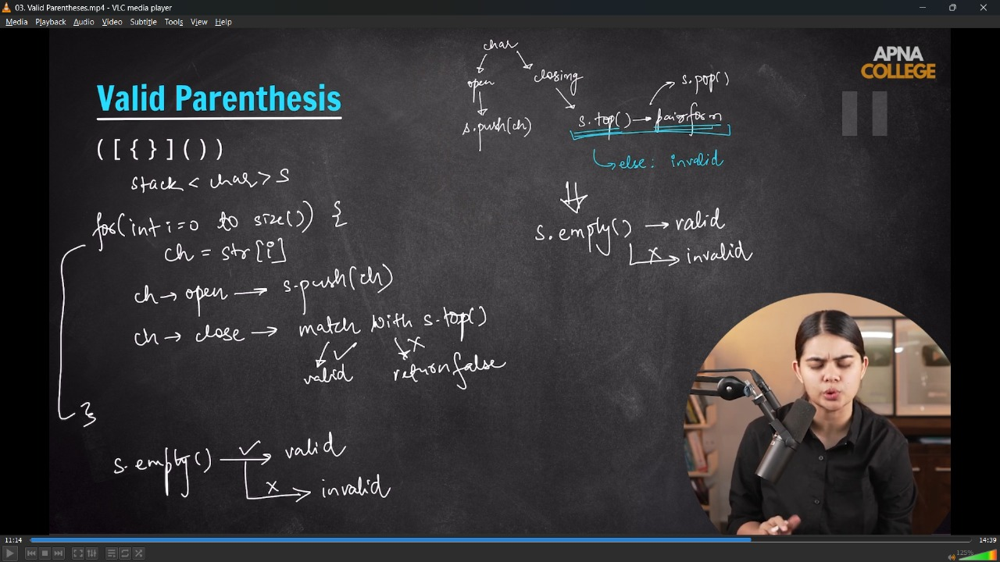 03. Valid Parentheses.mp4 - VLC media player
Media Playback Audio Video Subtitle Tools View Help
APNA
COLLEGE
Valid Parenthesis
( [ { } ] ( ) )
stack < char > s
for(int i=0 to size()) {
ch = str[i]
ch → open → s.push(ch)
ch → close → match with s.top()
✓ X
valid return false
}
s.empty() ✓→ valid
X→ invalid
char
open closing
s.push(ch)
s.pop()
s.top() → pair form
↳ else: invalid
⇓
s.empty() → valid
X→ invalid
11:14 14:39
125%